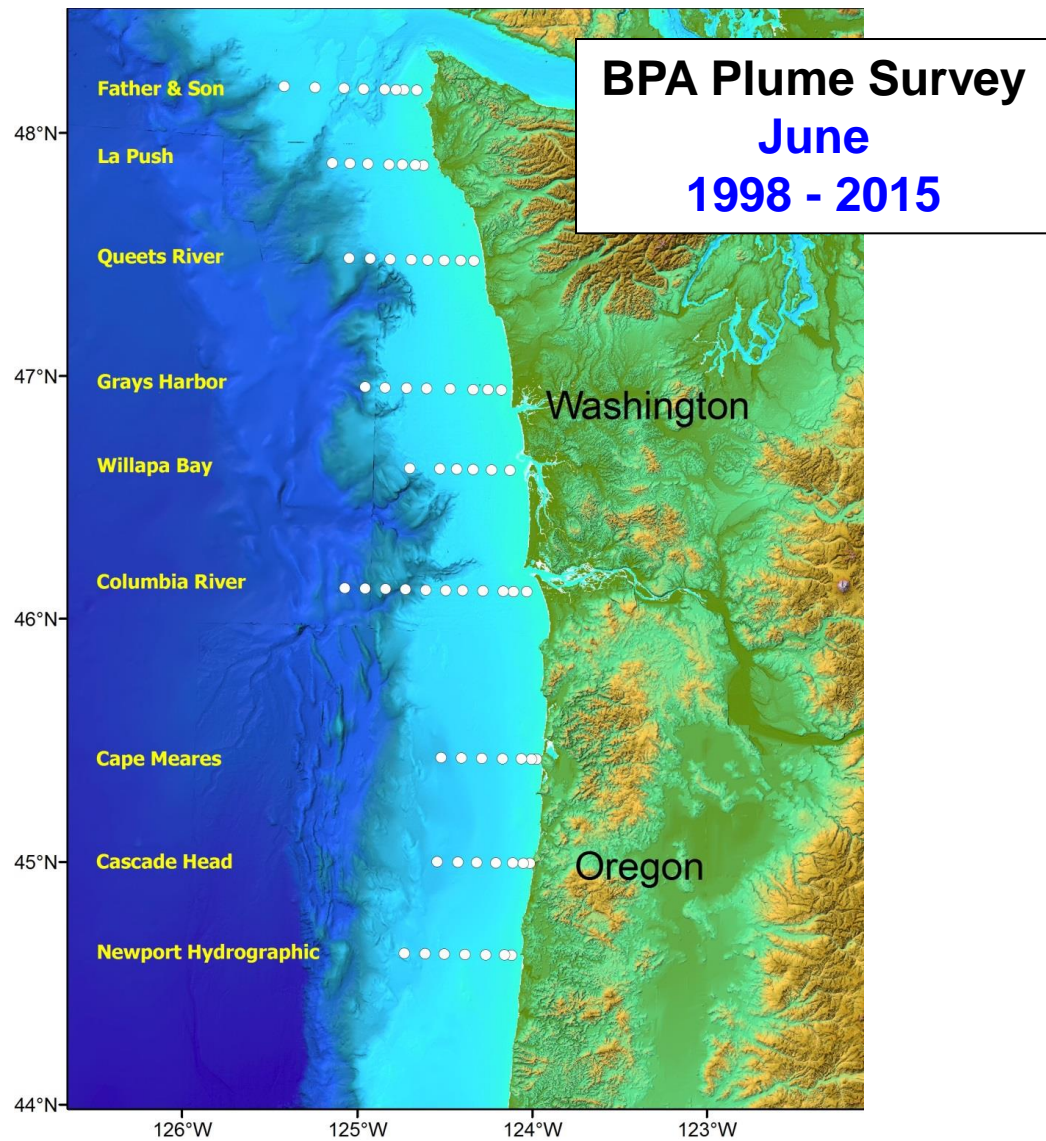 BPA Plume Survey
June
1998 - 2015
Father & Son
48°N
La Push
Queets River
47°N
Grays Harbor
Washington
Willapa Bay
Columbia River
46°N
Cape Meares
45°N
Cascade Head
Oregon
Newport Hydrographic
44°N
126°W
125°W
124°W
123°W